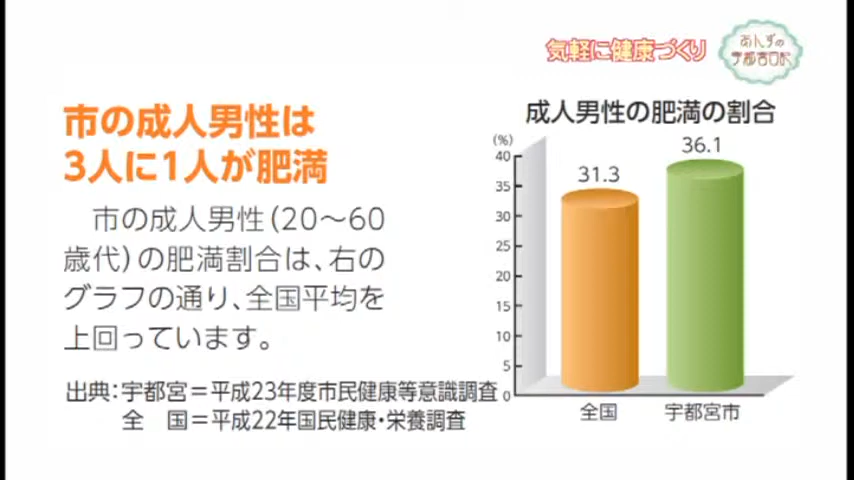 気軽に健康づくり
あんずの
宇都宮日記
市の成人男性は
3人に1人が肥満
市の成人男性(20〜60
歳代)の肥満割合は、右の
グラフの通り、全国平均を
上回っています。
出典:宇都宮=平成23年度市民健康等意識調査
全 国=平成22年国民健康・栄養調査
成人男性の肥満の割合
(%)
40
35
30
25
20
15
10
5
0
31.3
36.1
全国
宇都宮市